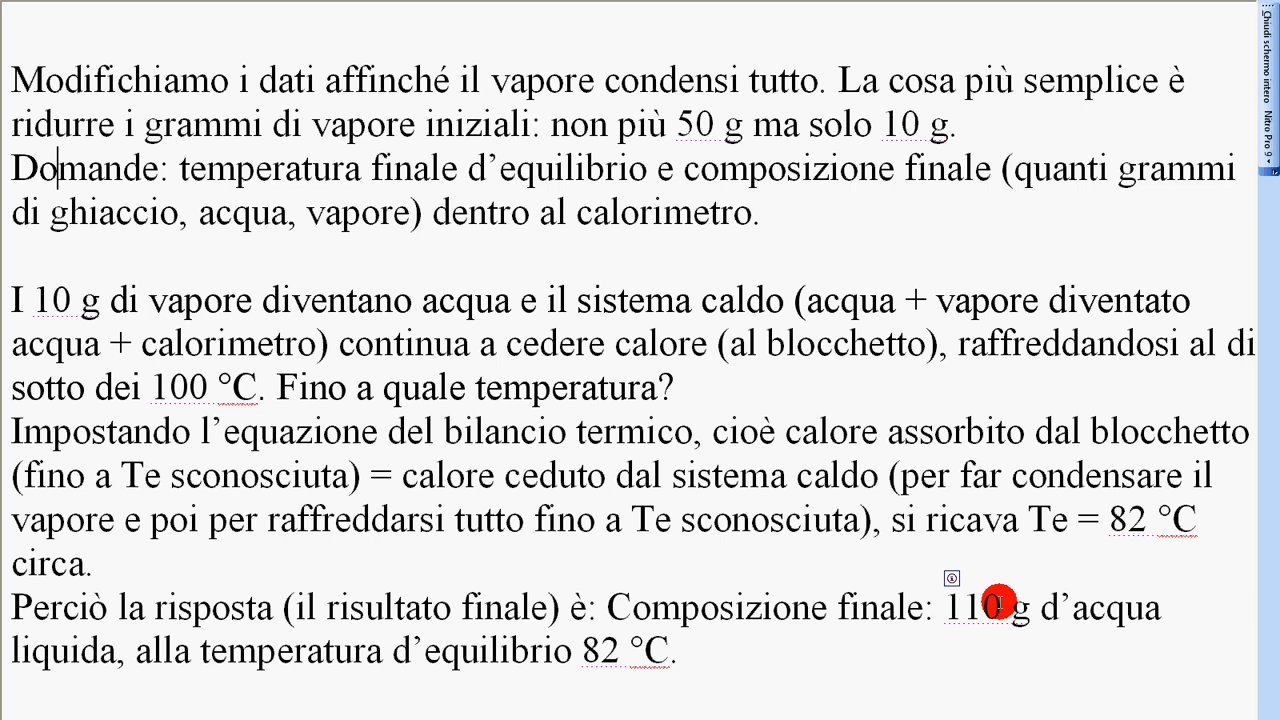 Modifichiamo i dati affinché il vapore condensi tutto. La cosa più semplice è
ridurre i grammi di vapore iniziali: non più 50 g ma solo 10 g.
Domande: temperatura finale d’equilibrio e composizione finale (quanti grammi
di ghiaccio, acqua, vapore) dentro al calorimetro.
I 10 g di vapore diventano acqua e il sistema caldo (acqua + vapore diventato
acqua + calorimetro) continua a cedere calore (al blocchetto), raffreddandosi al di
sotto dei 100 °C. Fino a quale temperatura?
Impostando l’equazione del bilancio termico, cioè calore assorbito dal blocchetto
(fino a Te sconosciuta) = calore ceduto dal sistema caldo (per far condensare il
vapore e poi per raffreddarsi tutto fino a Te sconosciuta), si ricava Te = 82 °C
circa.
Perciò la risposta (il risultato finale) è: Composizione finale: 110 g d’acqua
liquida, alla temperatura d’equilibrio 82 °C.
Chiudi schermo intero
Nitro Pro 9